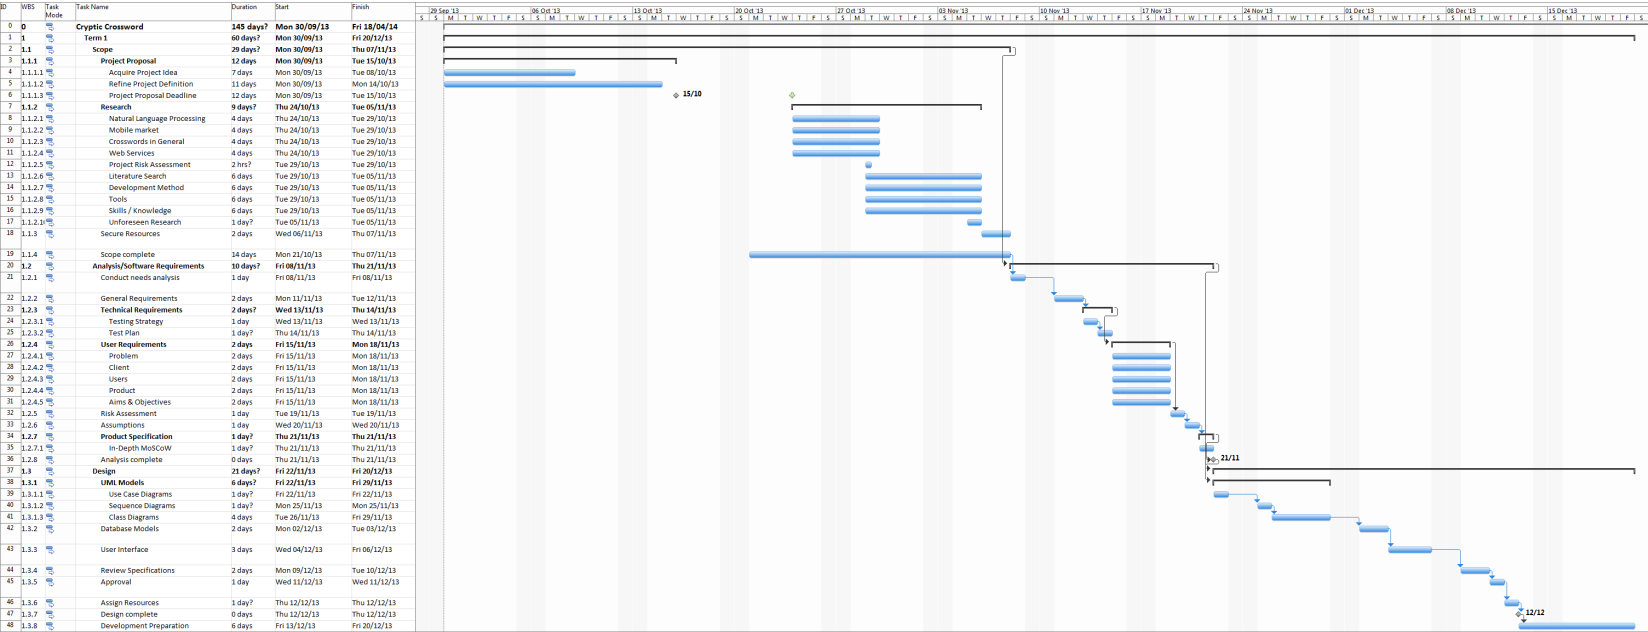 ID WBS Task Mode Task Name Duration Start Finish
29 Sep '13 06 Oct '13 13 Oct '13 20 Oct '13 27 Oct '13 03 Nov '13 10 Nov '13 17 Nov '13 24 Nov '13 01 Dec '13 08 Dec '13 15 Dec '13
S S M T W T F S S M T W T F S S M T W T F S S M T W T F S S M T W T F S S M T W T F S S M T W T F S S M T W T F S S M T W T F S S M T W T F S S M T W T F S S M T W T F S
0 0 Cryptic Crossword 145 days? Mon 30/09/13 Fri 18/04/14
1 1 Term 1 60 days? Mon 30/09/13 Fri 20/12/13
2 1.1 Scope 29 days? Mon 30/09/13 Thu 07/11/13
3 1.1.1 Project Proposal 12 days Mon 30/09/13 Tue 15/10/13
4 1.1.1.1 Acquire Project Idea 7 days Mon 30/09/13 Tue 08/10/13
5 1.1.1.2 Refine Project Definition 11 days Mon 30/09/13 Mon 14/10/13
6 1.1.1.3 Project Proposal Deadline 12 days Mon 30/09/13 Tue 15/10/13 15/10
7 1.1.2 Research 9 days? Thu 24/10/13 Tue 05/11/13
8 1.1.2.1 Natural Language Processing 4 days Thu 24/10/13 Tue 29/10/13
9 1.1.2.2 Mobile market 4 days Thu 24/10/13 Tue 29/10/13
10 1.1.2.3 Crosswords in General 4 days Thu 24/10/13 Tue 29/10/13
11 1.1.2.4 Web Services 4 days Thu 24/10/13 Tue 29/10/13
12 1.1.2.5 Project Risk Assessment 2 hrs? Tue 29/10/13 Tue 29/10/13
13 1.1.2.6 Literature Search 6 days Tue 29/10/13 Tue 05/11/13
14 1.1.2.7 Development Method 6 days Tue 29/10/13 Tue 05/11/13
15 1.1.2.8 Tools 6 days Tue 29/10/13 Tue 05/11/13
16 1.1.2.9 Skills / Knowledge 6 days Tue 29/10/13 Tue 05/11/13
17 Unforeseen Research 1 day? Tue 05/11/13 Tue 05/11/13
18 1.1.3 Secure Resources 2 days Wed 06/11/13 Thu 07/11/13
19 1.1.4 Scope complete 14 days Mon 21/10/13 Thu 07/11/13
20 1.2 Analysis/Software Requirements 10 days? Fri 08/11/13 Thu 21/11/13
21 1.2.1 Conduct needs analysis 1 day Fri 08/11/13 Fri 08/11/13
22 1.2.2 General Requirements 2 days Mon 11/11/13 Tue 12/11/13
23 1.2.3 Technical Requirements 2 days? Wed 13/11/13 Thu 14/11/13
24 1.2.3.1 Testing Strategy 1 day Wed 13/11/13 Wed 13/11/13
25 1.2.3.2 Test Plan 1 day? Thu 14/11/13 Thu 14/11/13
26 1.2.4 User Requirements 2 days Fri 15/11/13 Mon 18/11/13
27 1.2.4.1 Problem 2 days Fri 15/11/13 Mon 18/11/13
28 1.2.4.2 Client 2 days Fri 15/11/13 Mon 18/11/13
29 1.2.4.3 Users 2 days Fri 15/11/13 Mon 18/11/13
30 1.2.4.4 Product 2 days Fri 15/11/13 Mon 18/11/13
31 1.2.4.5 Aims & Objectives 2 days Fri 15/11/13 Mon 18/11/13
32 1.2.5 Risk Assessment 1 day Tue 19/11/13 Tue 19/11/13
33 1.2.6 Assumptions 1 day Wed 20/11/13 Wed 20/11/13
34 1.2.7 Product Specification 1 day? Thu 21/11/13 Thu 21/11/13
35 1.2.7.1 In-Depth MoSCoW 1 day? Thu 21/11/13 Thu 21/11/13
36 1.2.8 Analysis complete 0 days Thu 21/11/13 Thu 21/11/13 21/11
37 1.3 Design 21 days? Fri 22/11/13 Fri 20/12/13
38 1.3.1 UML Models 6 days? Fri 22/11/13 Fri 29/11/13
39 1.3.1.1 Use Case Diagrams 1 day? Fri 22/11/13 Fri 22/11/13
40 1.3.1.2 Sequence Diagrams 1 day? Mon 25/11/13 Mon 25/11/13
41 1.3.1.3 Class Diagrams 4 days Tue 26/11/13 Fri 29/11/13
42 1.3.2 Database Models 2 days Mon 02/12/13 Tue 03/12/13
43 1.3.3 User Interface 3 days Wed 04/12/13 Fri 06/12/13
44 1.3.4 Review Specifications 2 days Mon 09/12/13 Tue 10/12/13
45 1.3.5 Approval 1 day Wed 11/12/13 Wed 11/12/13
46 1.3.6 Assign Resources 1 day? Thu 12/12/13 Thu 12/12/13
47 1.3.7 Design complete 0 days Thu 12/12/13 Thu 12/12/13 12/12
48 1.3.8 Development Preparation 6 days Fri 13/12/13 Fri 20/12/13